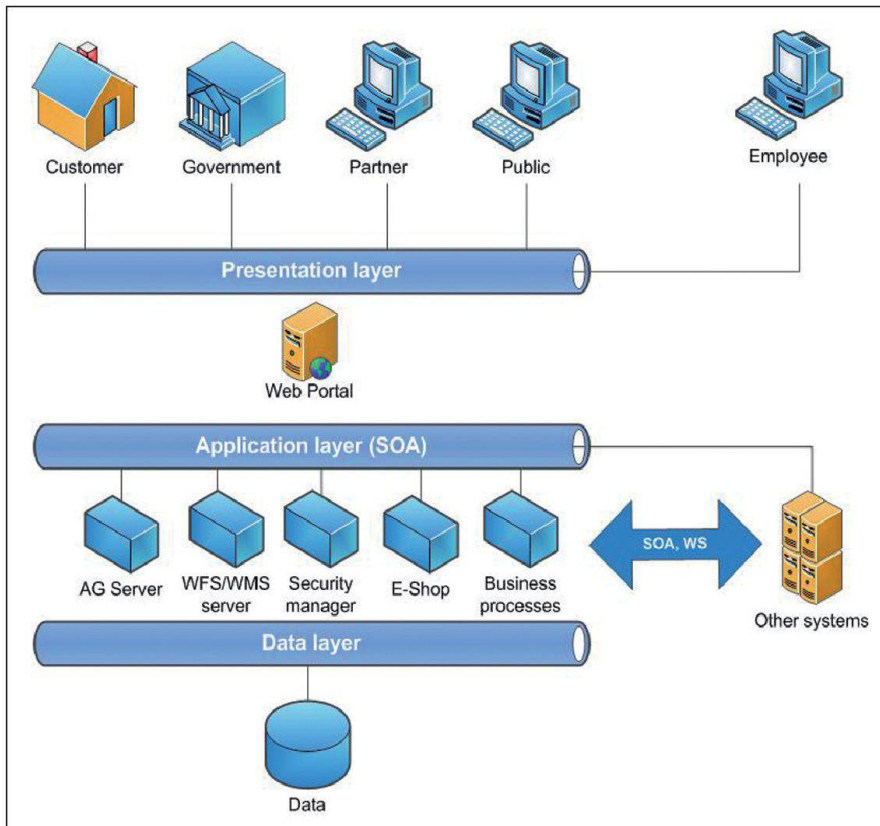 Customer
Government
Partner
Public
Employee
Presentation layer
Web Portal
Application layer (SOA)
AG Server
WFS/WMS
server
Security
manager
E-Shop
Business
processes
SOA, WS
Other systems
Data layer
Data